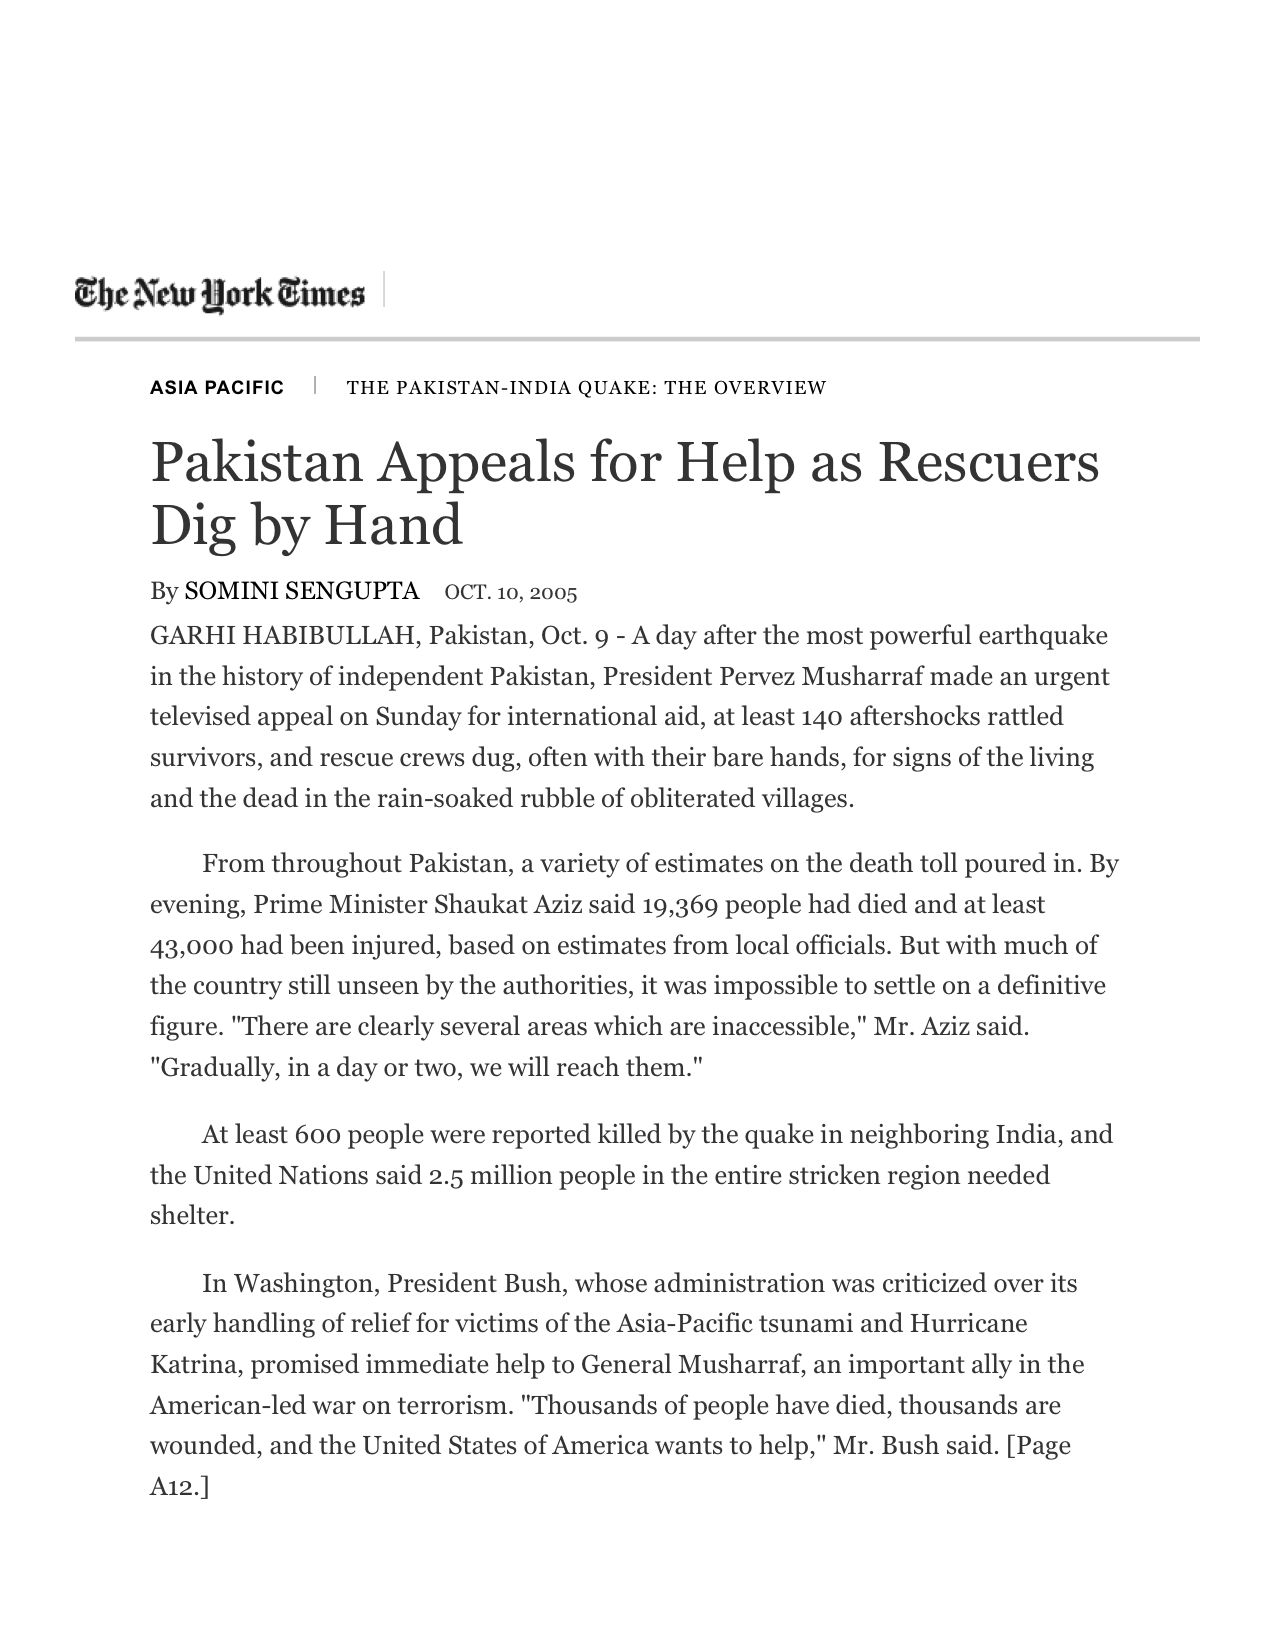 The New York Times
ASIA PACIFIC | THE PAKISTAN-INDIA QUAKE: THE OVERVIEW
Pakistan Appeals for Help as Rescuers
Dig by Hand
By SOMINI SENGUPTA OCT. 10, 2005
GARHI HABIBULLAH, Pakistan, Oct. 9 - A day after the most powerful earthquake
in the history of independent Pakistan, President Pervez Musharraf made an urgent
televised appeal on Sunday for international aid, at least 140 aftershocks rattled
survivors, and rescue crews dug, often with their bare hands, for signs of the living
and the dead in the rain-soaked rubble of obliterated villages.
From throughout Pakistan, a variety of estimates on the death toll poured in. By
evening, Prime Minister Shaukat Aziz said 19,369 people had died and at least
43,000 had been injured, based on estimates from local officials. But with much of
the country still unseen by the authorities, it was impossible to settle on a definitive
figure. "There are clearly several areas which are inaccessible," Mr. Aziz said.
"Gradually, in a day or two, we will reach them."
At least 600 people were reported killed by the quake in neighboring India, and
the United Nations said 2.5 million people in the entire stricken region needed
shelter.
In Washington, President Bush, whose administration was criticized over its
early handling of relief for victims of the Asia-Pacific tsunami and Hurricane
Katrina, promised immediate help to General Musharraf, an important ally in the
American-led war on terrorism. "Thousands of people have died, thousands are
wounded, and the United States of America wants to help," Mr. Bush said. [Page
A12.]